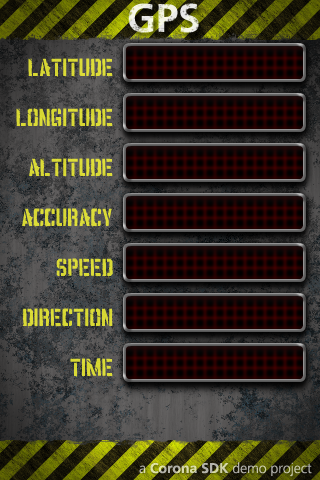 GPS
LATITUDE
LONGITUDE
ALTITUDE
ACCURACY
SPEED
DIRECTION
TIME
a Corona SDK demo project